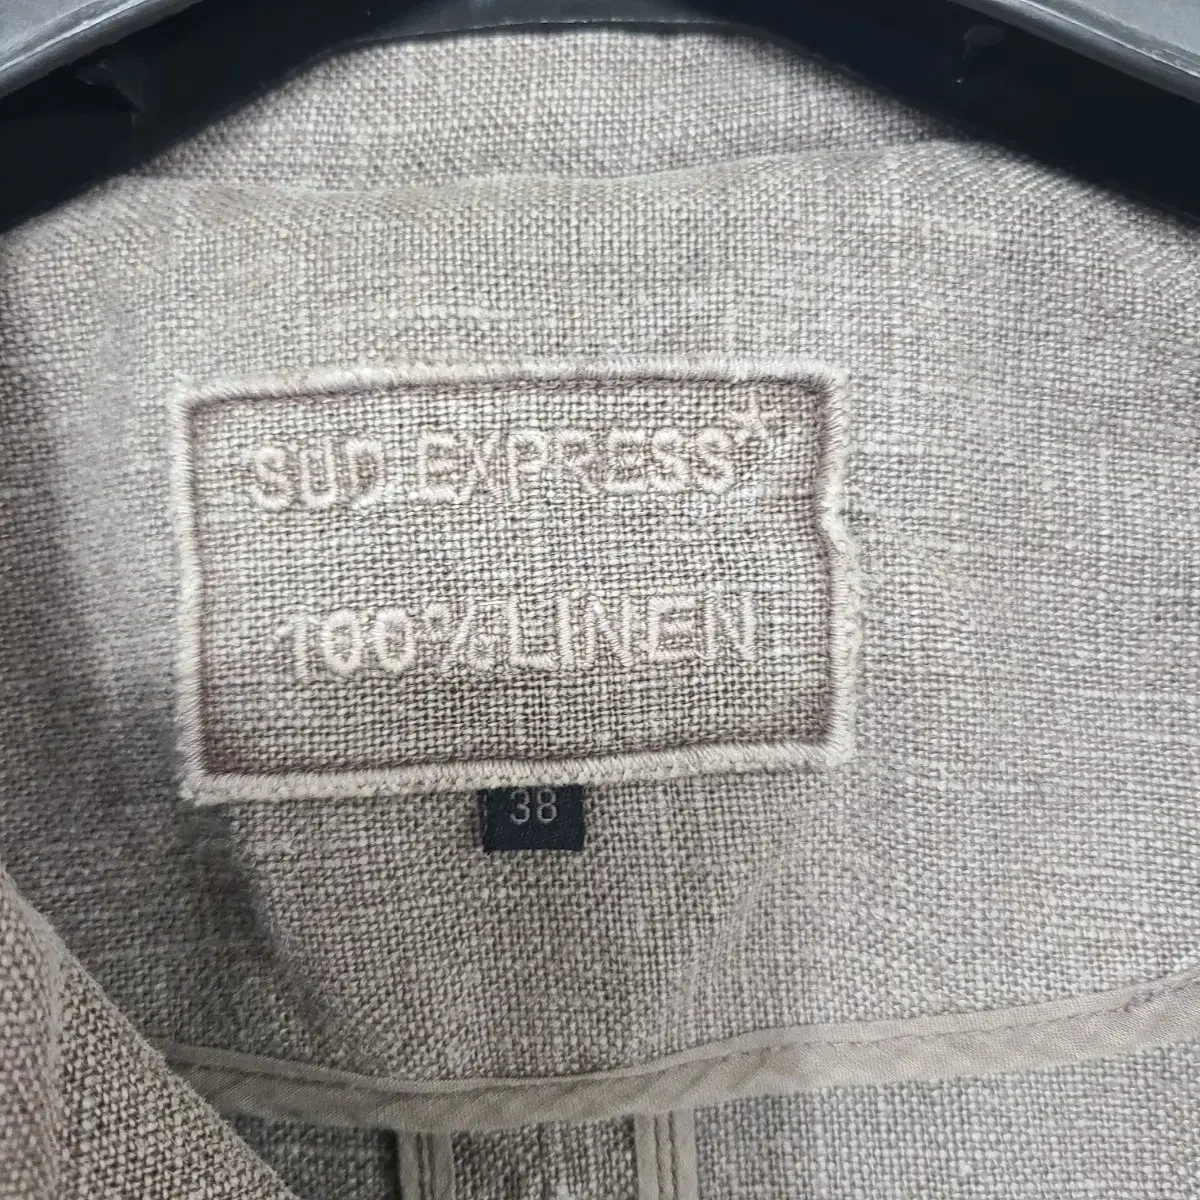 SUD EXPRESS*
100% LINEN
38